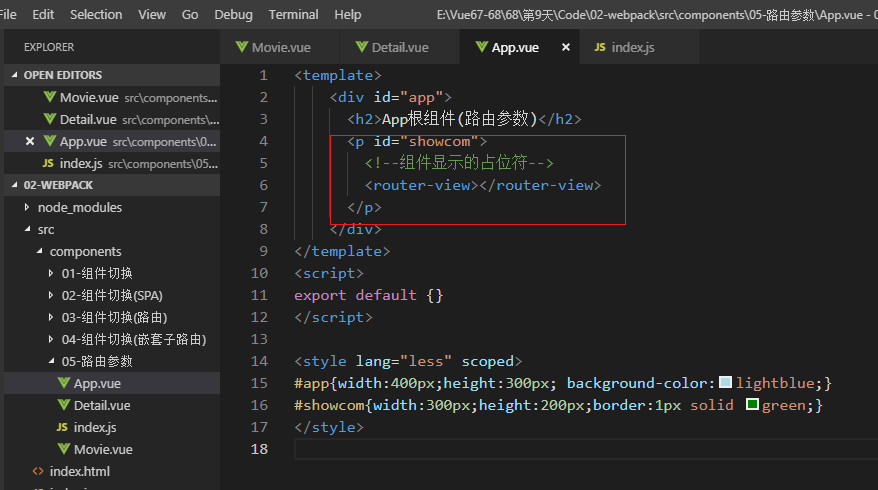 File Edit Selection View Go Debug Terminal Help E:\Vue67-68\68\第9天\Code\02-webpack\src\components\05-路由参数\App.vue - 0
EXPLORER
Movie.vue Detail.vue App.vue × JS index.js
OPEN EDITORS
Movie.vue src\components...
Detail.vue src\components\...
× App.vue src\components\0...
JS index.js src\components\05...
02-WEBPACK
node_modules
src
components
01-组件切换
02-组件切换(SPA)
03-组件切换(路由)
04-组件切换(嵌套子路由)
05-路由参数
App.vue
Detail.vue
JS index.js
Movie.vue
<> index.html
1 <template>
2 <div id="app">
3 <h2>App根组件(路由参数)</h2>
4 <p id="showcom">
5 <!--组件显示的占位符-->
6 <router-view></router-view>
7 </p>
8 </div>
9 </template>
10 <script>
11 export default {}
12 </script>
13
14 <style lang="less" scoped>
15 #app{width:400px;height:300px; background-color:lightblue;}
16 #showcom{width:300px;height:200px;border:1px solid green;}
17 </style>
18